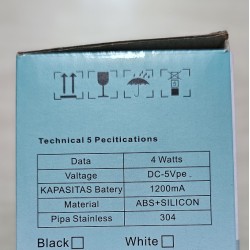 Technical 5 Pecititations
Data 4 Watts
Valtage DC-5Vpe
KAPASITAS Batery 1200mA
Material ABS+SILICON
Pipa Stainless 304
Black White